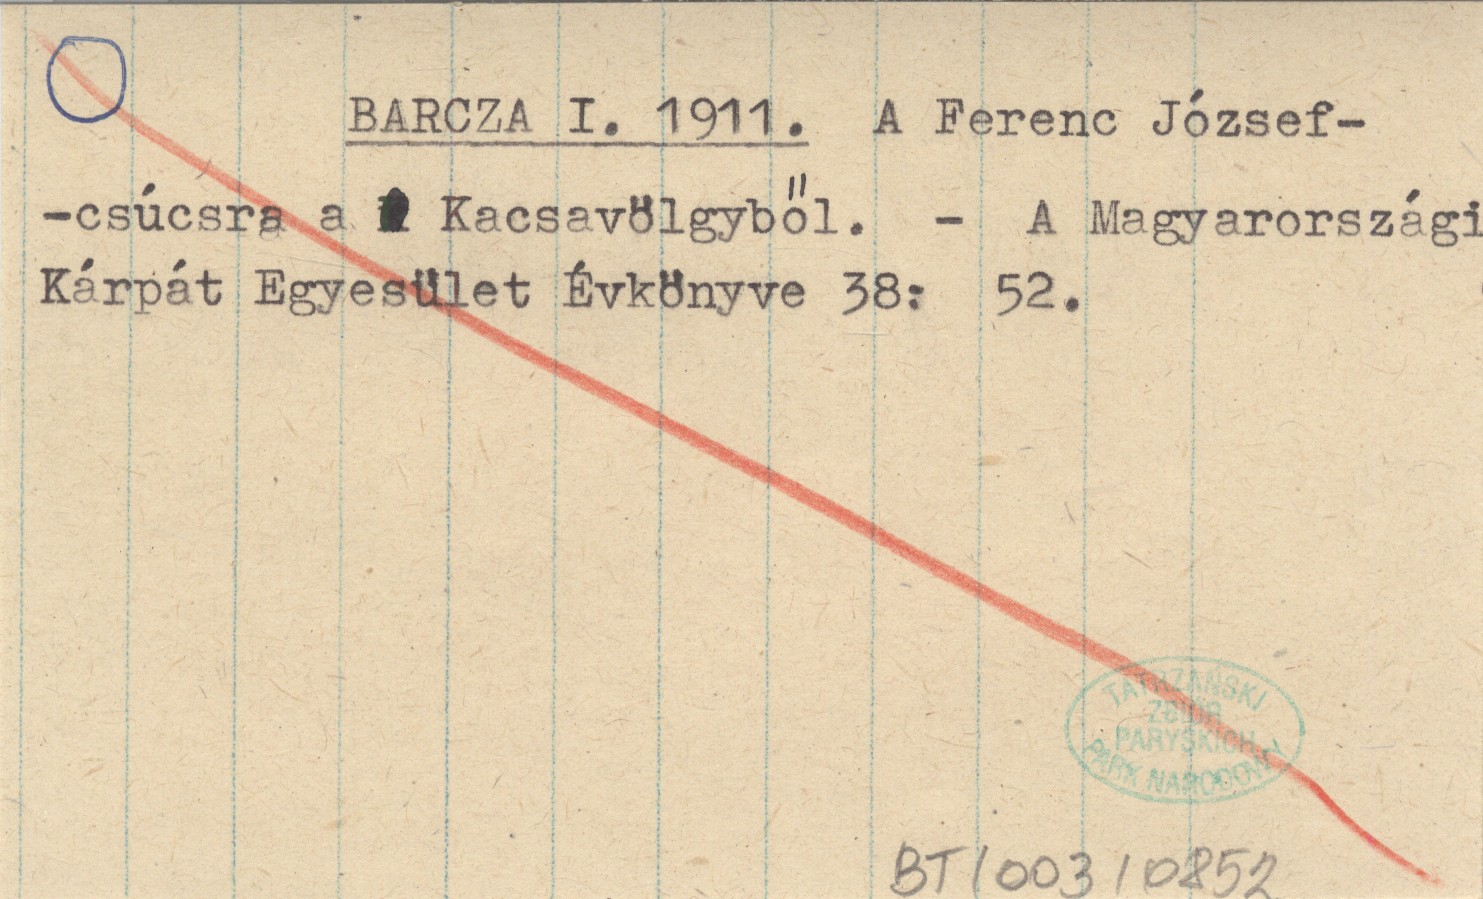 BARCZA I. 1911. A Ferenc József-
-csúcsra a Kacsavölgyből. - A Magyarországi
Kárpát Egyesület Évkönyve 38: 52.
TATRZAŃSKI
ZBIÓR
PARYSKICH
PARK NARODOWY
BT/003/0852